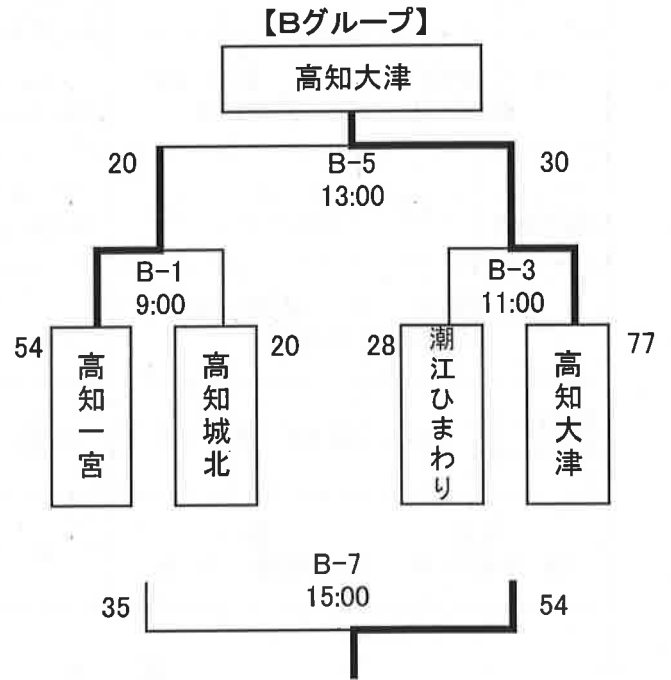 【Bグループ】
高知大津
20
B-5
30
13:00
B-1
9:00
B-3
11:00
54
高知一宮
高知城北
20
28
潮江ひまわり
高知大津
77
B-7
15:00
35
54